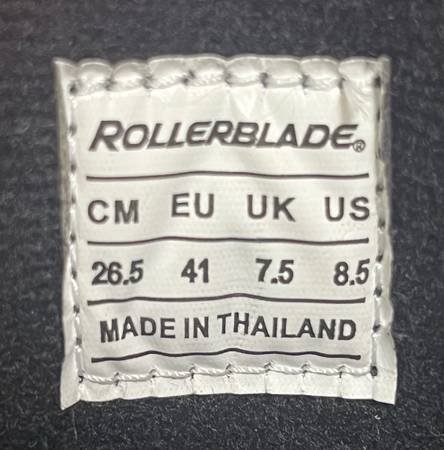 ROLLERBLADE®
CM EU UK US
26.5 41 7.5 8.5
MADE IN THAILAND